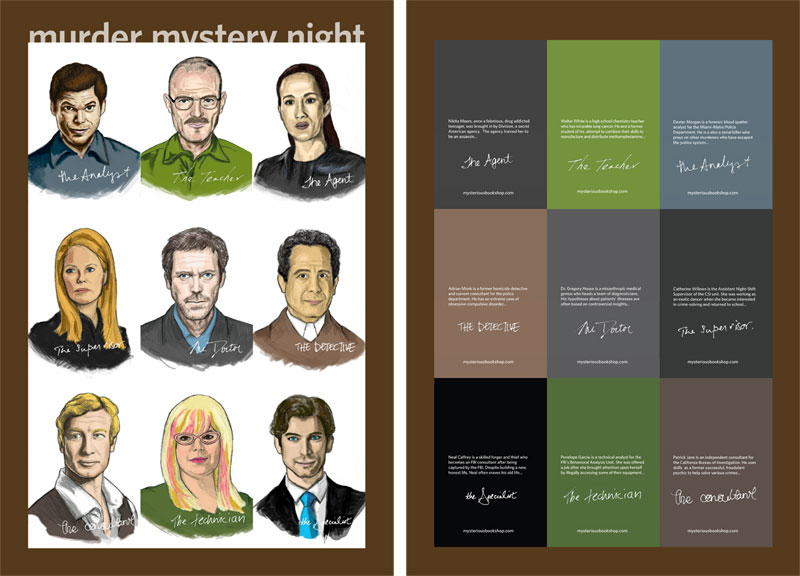 murder mystery night
the Analyst
The Teacher
the Agent
The Supervisor
the Doctor
THE DETECTIVE
the consultant
the technician
the Specialist
Nikita Mears, once a felonious, drug addicted
teenager, was brought in by Division, a secret
American agency. The agency trained her to
be an assassin...
the Agent
mysteriousbookshop.com
Walter White is a high school chemistry teacher
who has incurable lung cancer. He and a former
student of his, attempt to combine their skills to
manufacture and distribute methamphetamine...
The Teacher
mysteriousbookshop.com
Dexter Morgan is a forensic blood spatter
analyst for the Miami-Metro Police
Department. He is also a serial killer who
preys on other murderers who have escaped
the justice system...
the Analyst
mysteriousbookshop.com
Adrian Monk is a former homicide detective
and current consultant for the police
department. He has an extreme case of
obsessive-compulsive disorder...
THE DETECTIVE
mysteriousbookshop.com
Dr. Gregory House is a misanthropic medical
genius who heads a team of diagnosticians.
His hypotheses about patients' illnesses are
often based on controversial insights...
the Doctor
mysteriousbookshop.com
Catherine Willows is the Assistant Night Shift
Supervisor of the CSI unit. She was working as
an exotic dancer when she became interested
in crime-solving and returned to school...
The Supervisor.
mysteriousbookshop.com
Neal Caffrey is a skilled forger and thief who
becomes an FBI consultant after being
captured by the FBI. Despite building a new,
honest life, Neal often craves his old life...
the Specialist
mysteriousbookshop.com
Penelope Garcia is a technical analyst for the
FBI's Behavioral Analysis Unit. She was offered
a job after she brought attention upon herself
by illegally accessing some of their equipment...
the technician
mysteriousbookshop.com
Patrick Jane is an independent consultant for
the California Bureau of Investigation. He uses
skills as a former successful, fraudulent
psychic to help solve various crimes...
the consultant
mysteriousbookshop.com